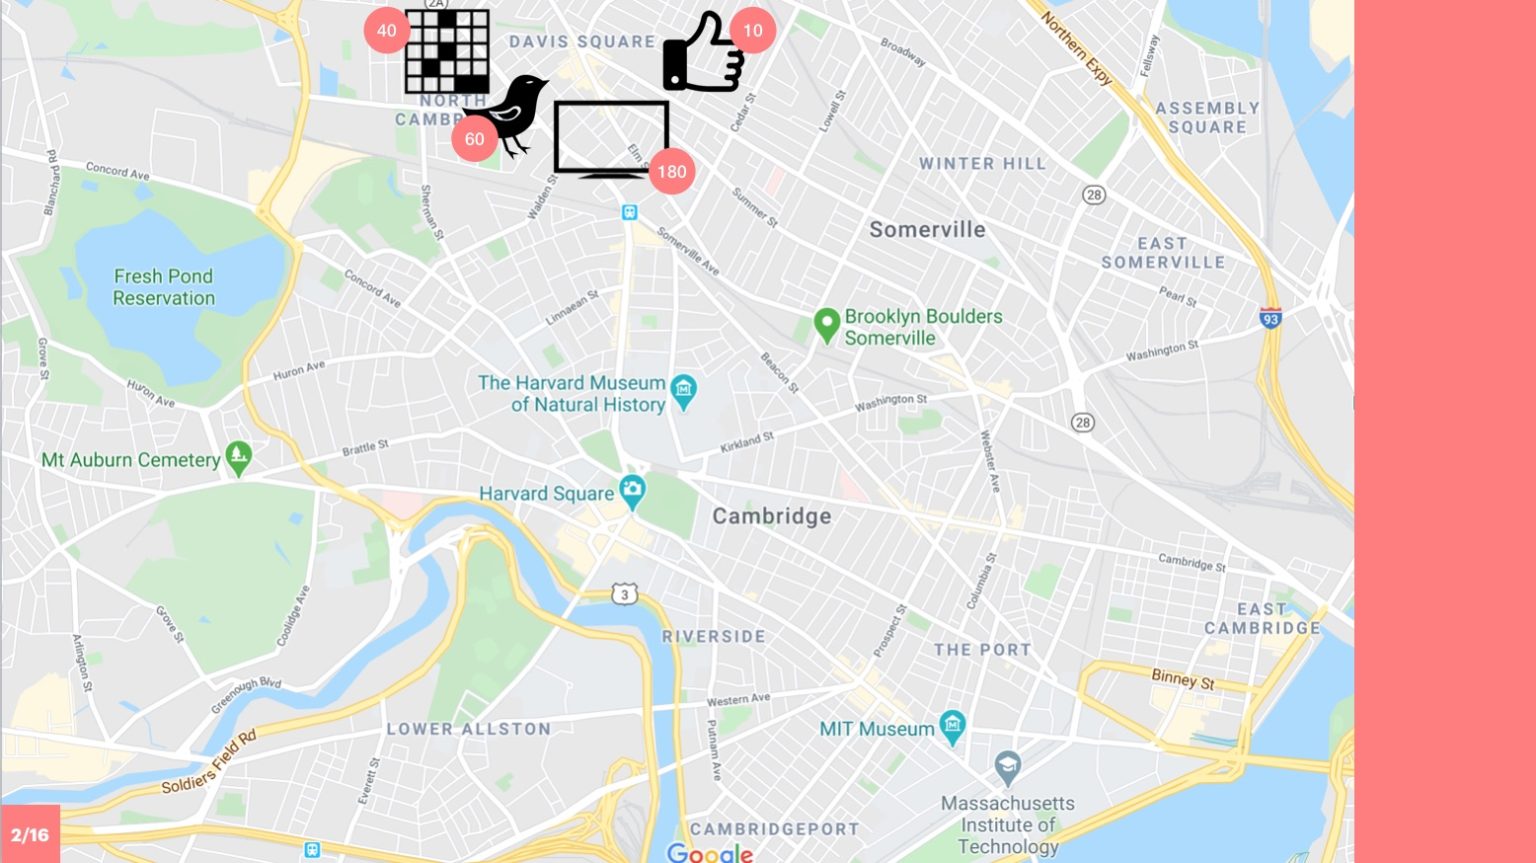 2A
40
10
DAVIS SQUARE
Broadway
Northern Expy
Fellsway
NORTH
CAMB
60
Cedar St
Lowell St
ASSEMBLY
SQUARE
Elm S
180
WINTER HILL
28
Blanchard Rd
Concord Ave
Sherman St
Walden St
Summer St
Somerville
Somerville Ave
EAST
SOMERVILLE
Fresh Pond
Reservation
Concord Ave
Linnaean St
Pearl St
93
Brooklyn Boulders
Somerville
Washington St
Grove St
Huron Ave
Huron Ave
The Harvard Museum
of Natural History
Beacon St
Washington St
28
Kirkland St
Brattle St
Mt Auburn Cemetery
Webster Ave
Harvard Square
Cambridge
Cambridge St
Columbia St
3
Grove St
Coolidge Ave
EAST
CAMBRIDGE
RIVERSIDE
Prospect St
THE PORT
Arlington St
Greenough Blvd
Binney St
Western Ave
LOWER ALLSTON
MIT Museum
Putnam Ave
Soldiers Field Rd
Everett St
Massachusetts
Institute of
Technology
CAMBRIDGEPORT
2/16
Google